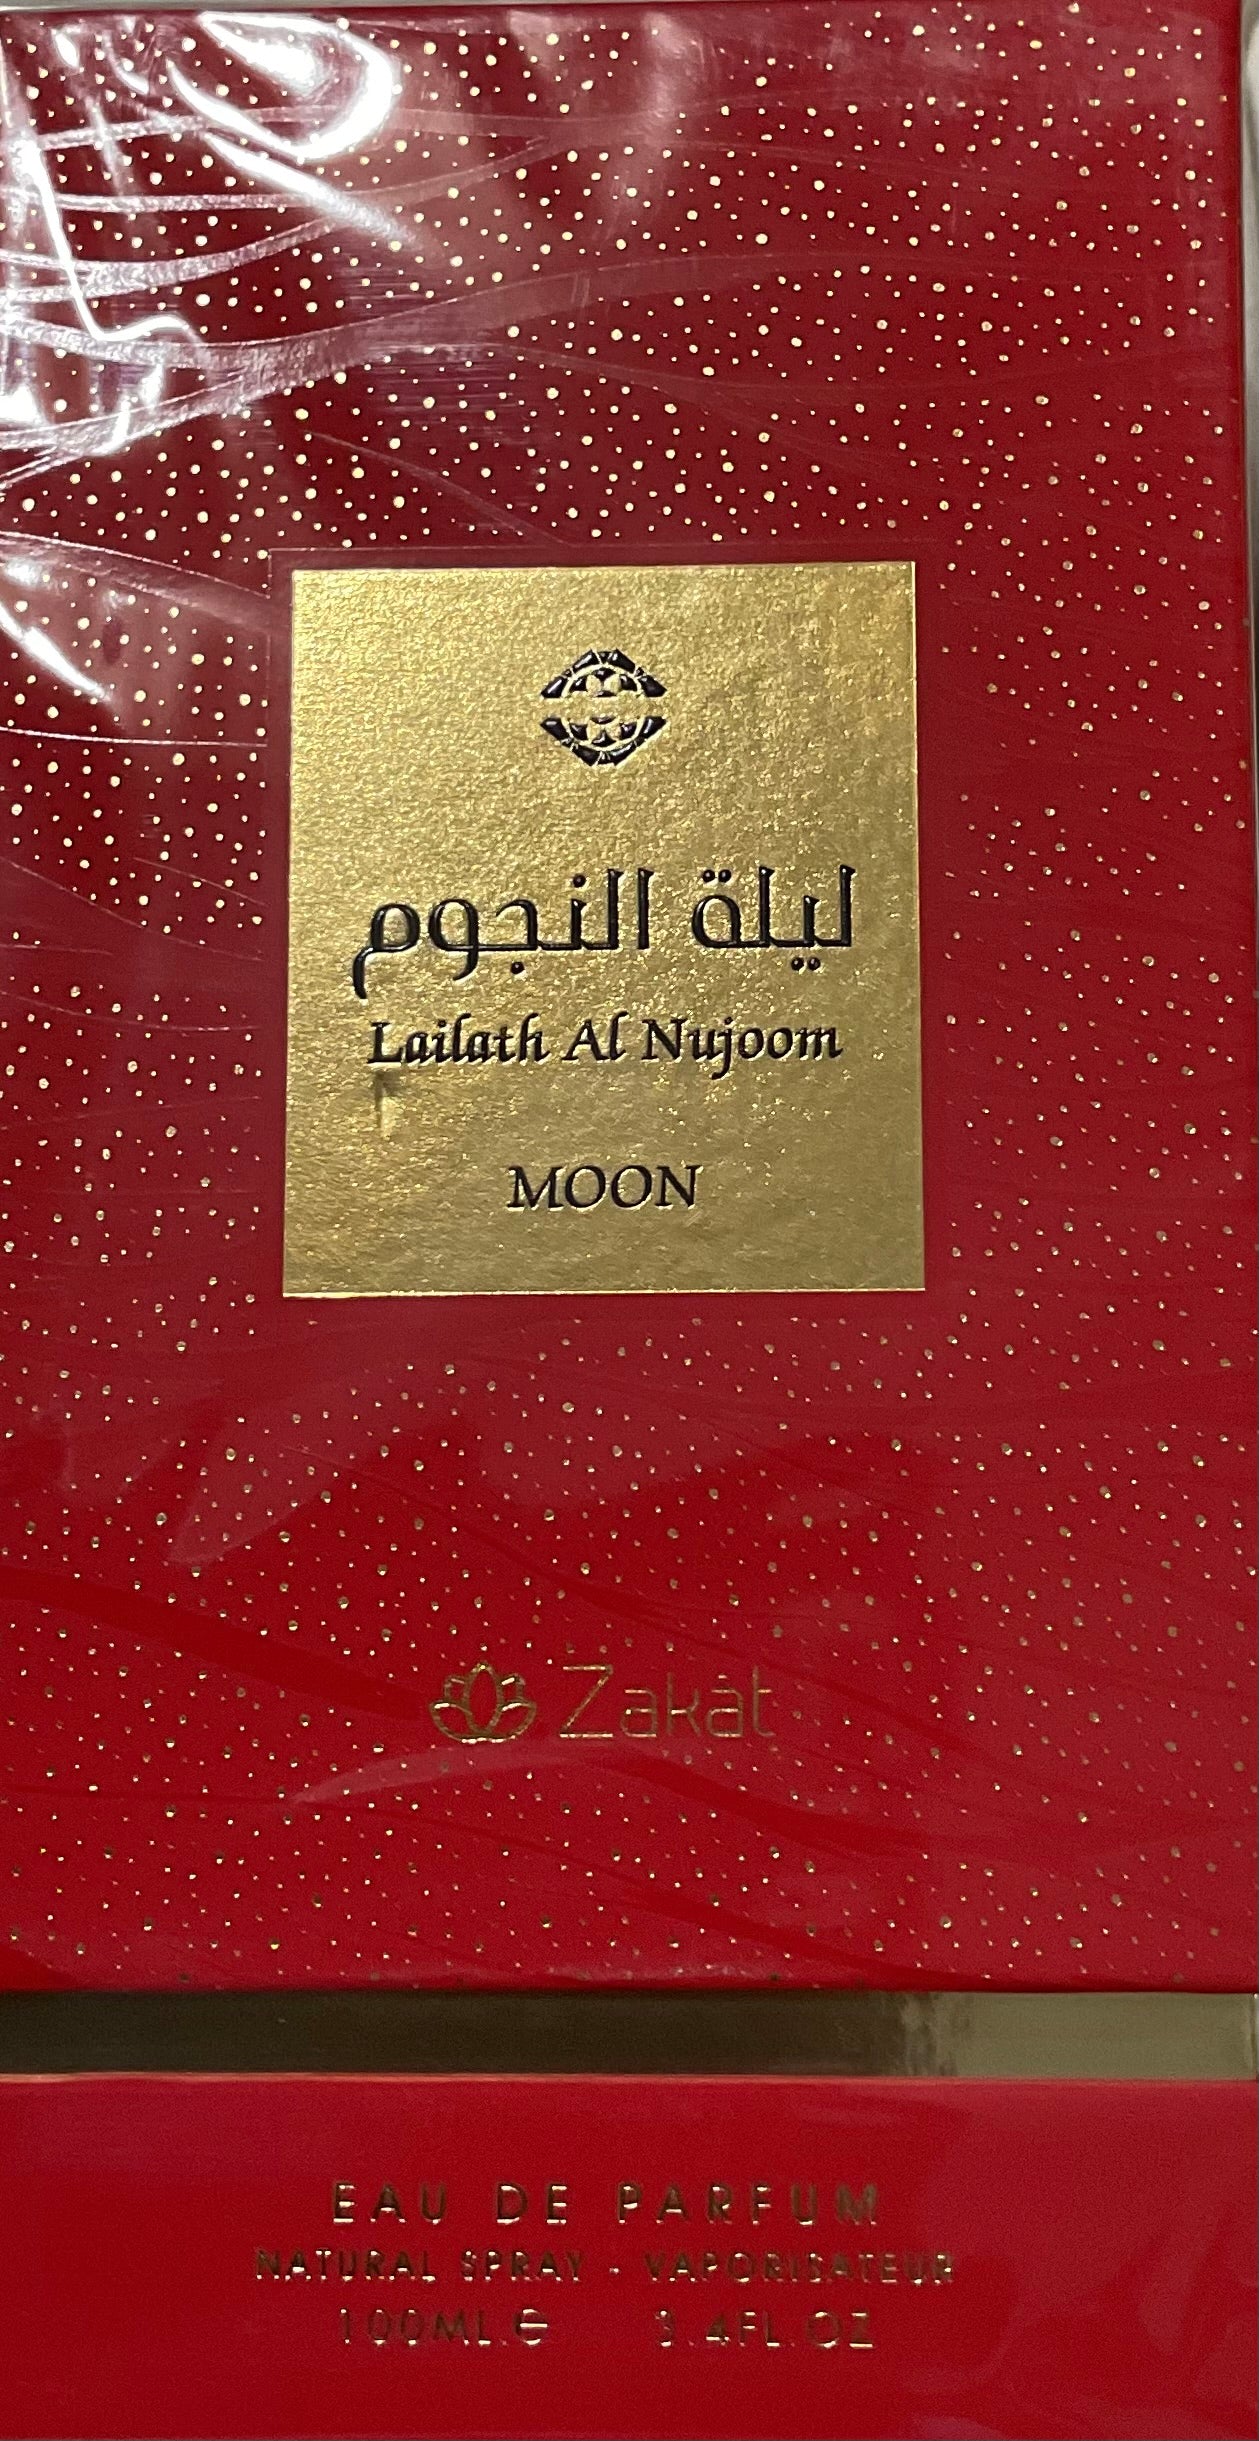 ليلة النجوم
Lailath Al Nujoom
MOON
Zakat
EAU DE PARFUM
NATURAL SPRAY - VAPORISATEUR
100ML.℮ 3.4FL.OZ